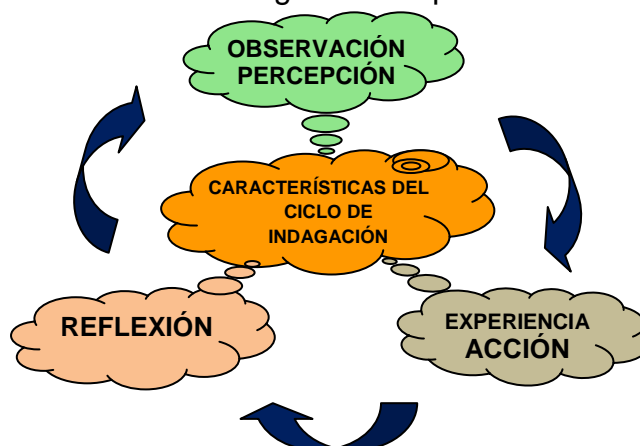 OBSERVACIÓN
PERCEPCIÓN
CARACTERÍSTICAS DEL
CICLO DE
INDAGACIÓN
REFLEXIÓN
EXPERIENCIA
ACCIÓN